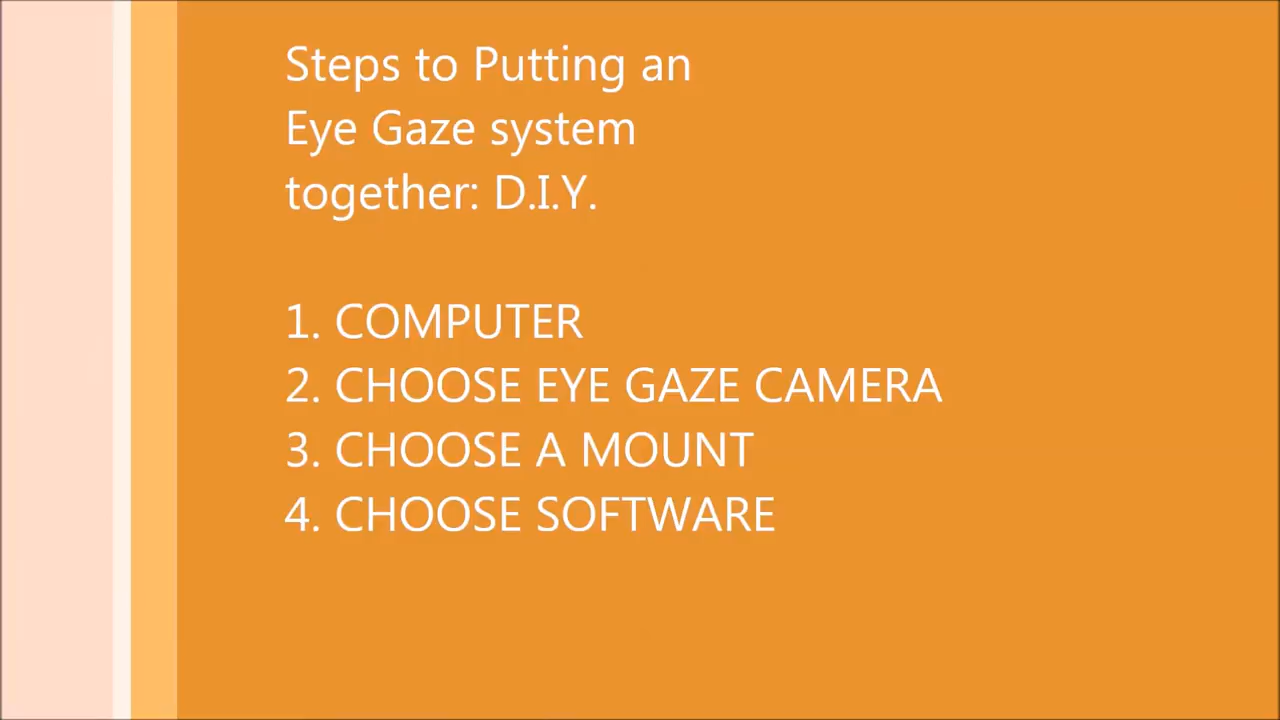 Steps to Putting an
Eye Gaze system
together: D.I.Y.
1. COMPUTER
2. CHOOSE EYE GAZE CAMERA
3. CHOOSE A MOUNT
4. CHOOSE SOFTWARE